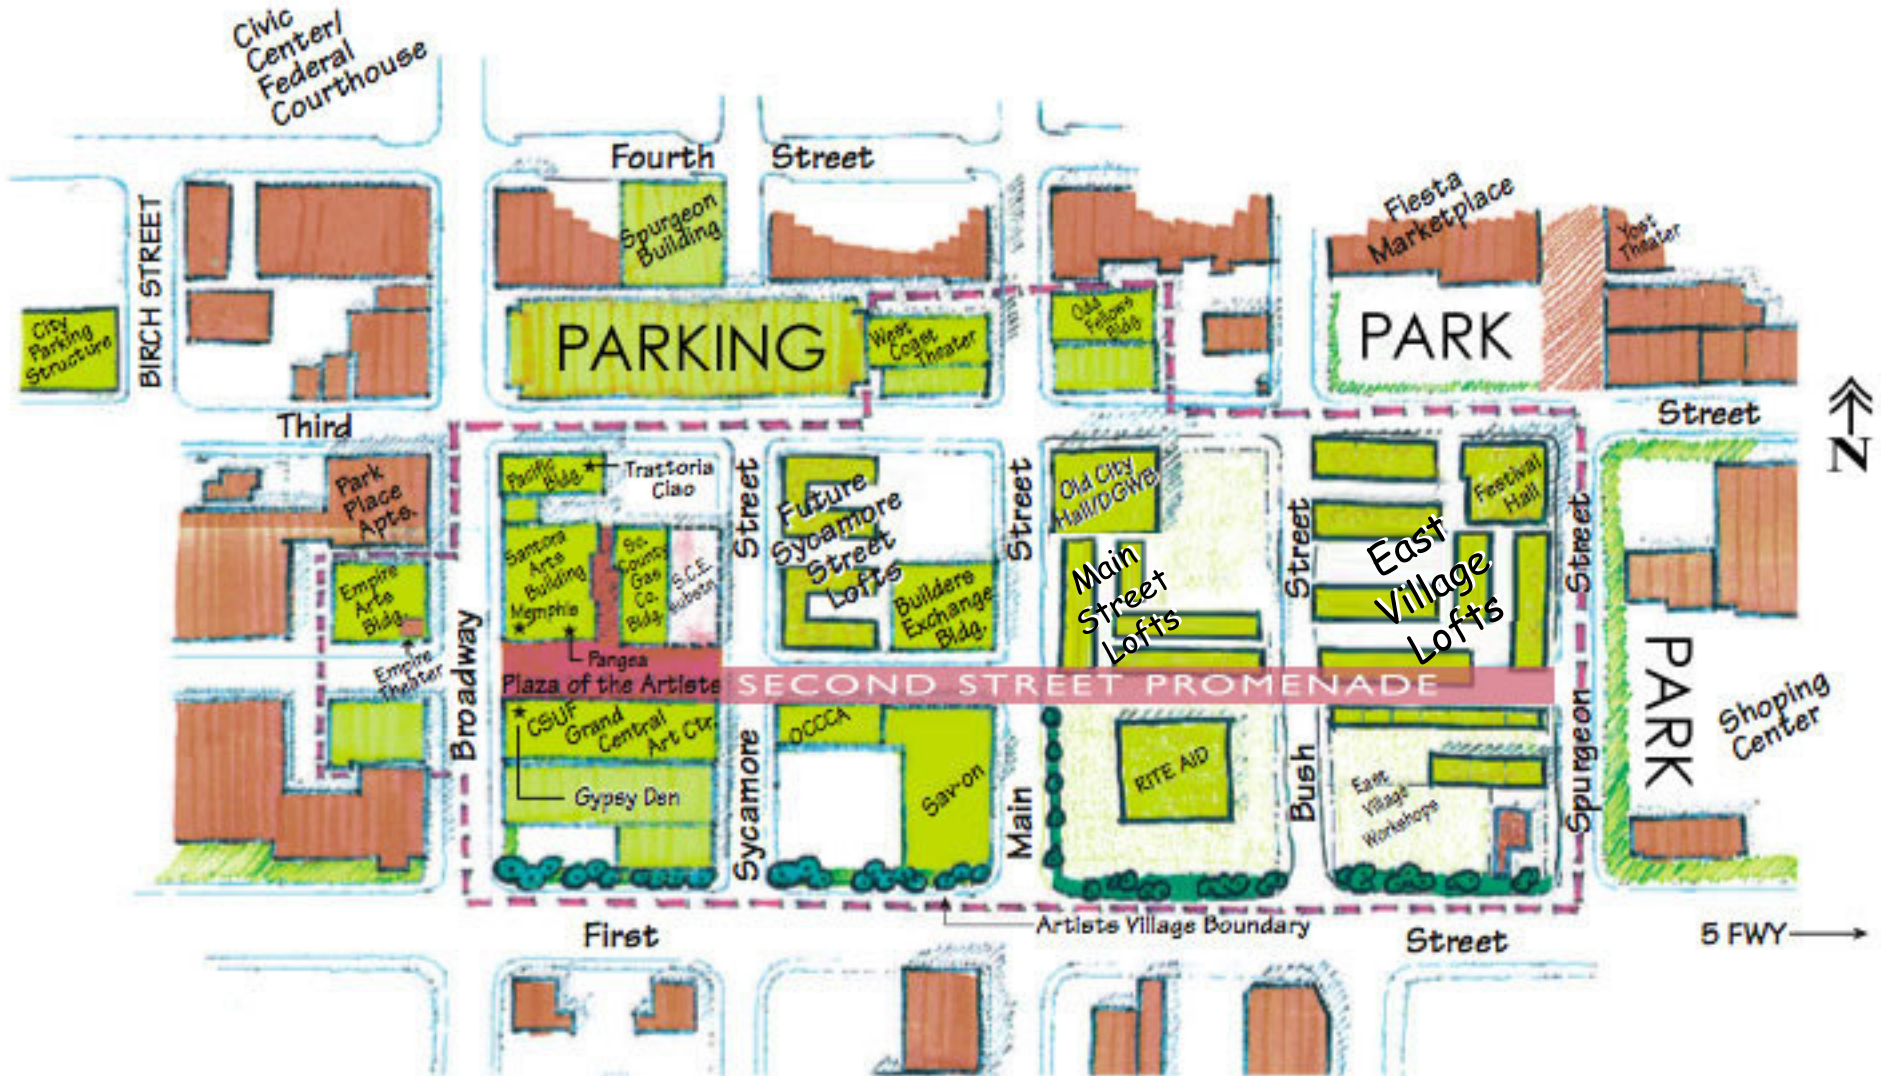 Civic
Center/
Federal
Courthouse
Fourth Street
BIRCH STREET
Spurgeon
Building
Fiesta
Marketplace
Yost
Theater
City
Parking
Structure
PARKING
West
Coast
Theater
Odd
Fellows
Bldg.
PARK
Third
Street
N
Park
Place
Apts.
Pacific
Bldg.
Trattoria
Ciao
Street
Future
Sycamore
Street
Lofts
Street
Old City
Hall/DGWB
Street
Festival
Hall
Street
Santora
Arts
Building
Memphis
So.
County
Gas
Co.
Bldg.
S.C.E.
Substn.
Builders
Exchange
Bldg.
Main
Street
Lofts
East
Village
Lofts
Empire
Arts
Bldg.
Empire
Theater
Broadway
Pangea
Plaza of the Artists
SECOND STREET PROMENADE
PARK
Shoping
Center
CSUF
Grand
Central
Art Ctr.
Gypsy Den
Sycamore
OCCCA
Sav-on
Main
RITE AID
Bush
East
Village
Workshops
Spurgeon
First
Artists Village Boundary
Street
5 FWY